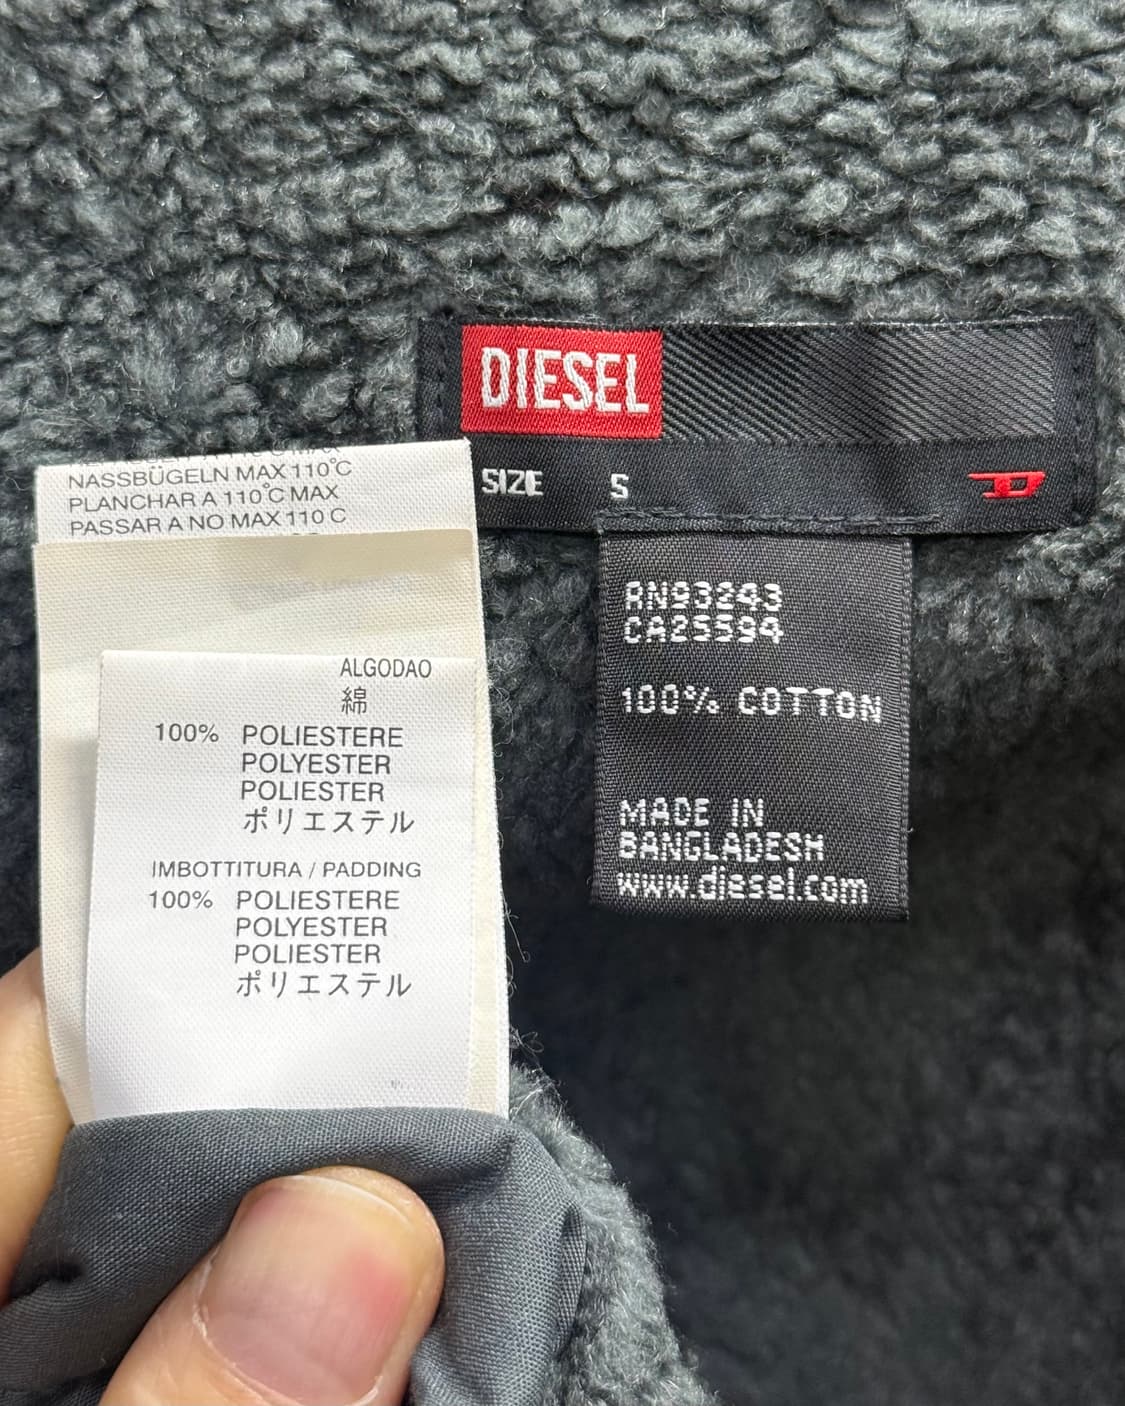 DIESEL
SIZE S
D
NASSBÜGELN MAX 110°C
PLANCHAR A 110°C MAX
PASSAR A NO MAX 110 C
RN93243
CA25594
100% COTTON
MADE IN
BANGLADESH
www.diesel.com
ALGODAO
綿
100% POLIESTERE
POLYESTER
POLIESTER
ポリエステル
IMBOTTITURA / PADDING
100% POLIESTERE
POLYESTER
POLIESTER
ポリエステル